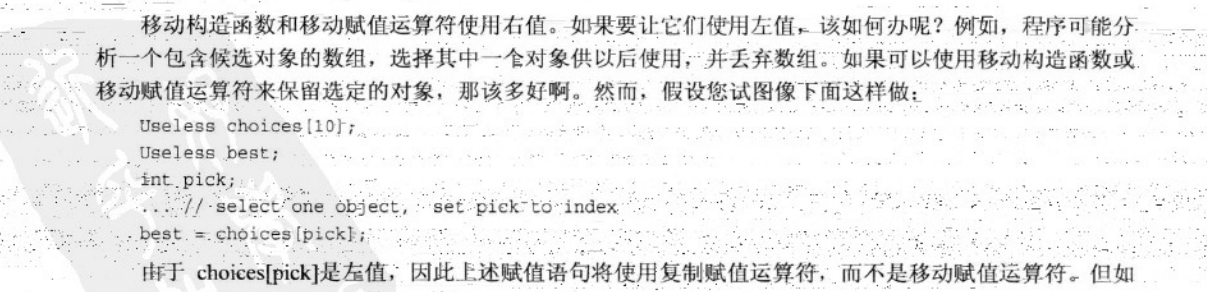 移动构造函数和移动赋值运算符使用右值。如果要让它们使用左值，该如何办呢？例如，程序可能分
析一个包含候选对象的数组，选择其中一个对象供以后使用，并丢弃数组。如果可以使用移动构造函数或
移动赋值运算符来保留选定的对象，那该多好啊。然而，假设您试图像下面这样做：
Useless choices[10];
Useless best;
int pick;
... // select one object, set pick to index
best = choices[pick];
由于 choices[pick]是左值，因此上述赋值语句将使用复制赋值运算符，而不是移动赋值运算符。但如